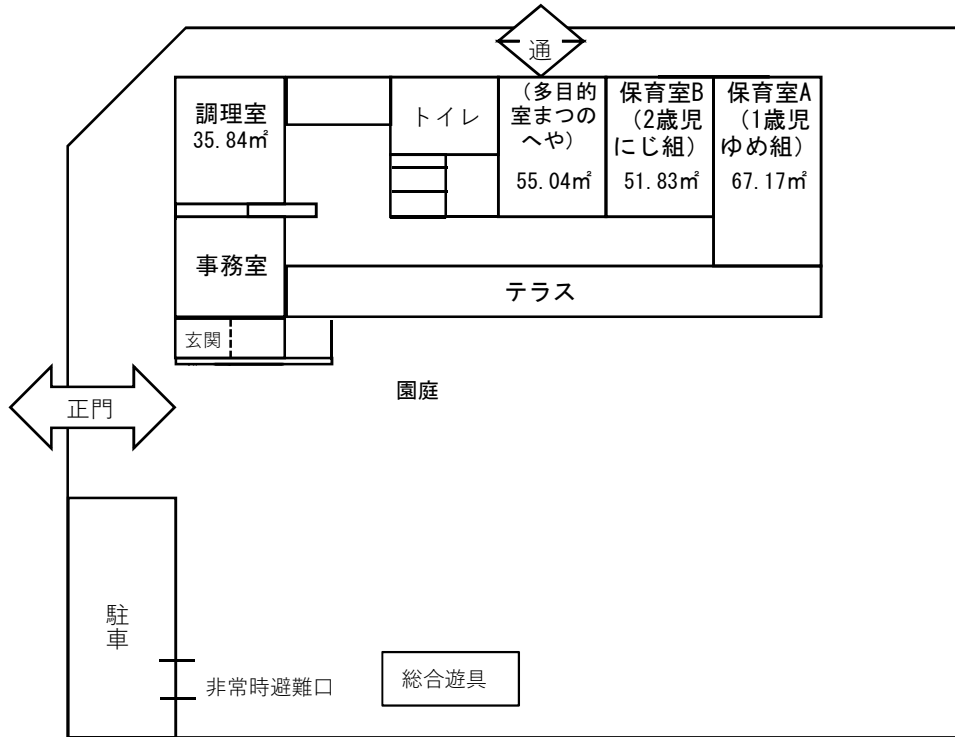 通
調理室
35.84㎡
トイレ
（多目的
室まつの
へや）
55.04㎡
保育室B
（2歳児
にじ組）
51.83㎡
保育室A
（1歳児
ゆめ組）
67.17㎡
事務室
テラス
玄関
園庭
正門
駐
車
非常時避難口
総合遊具